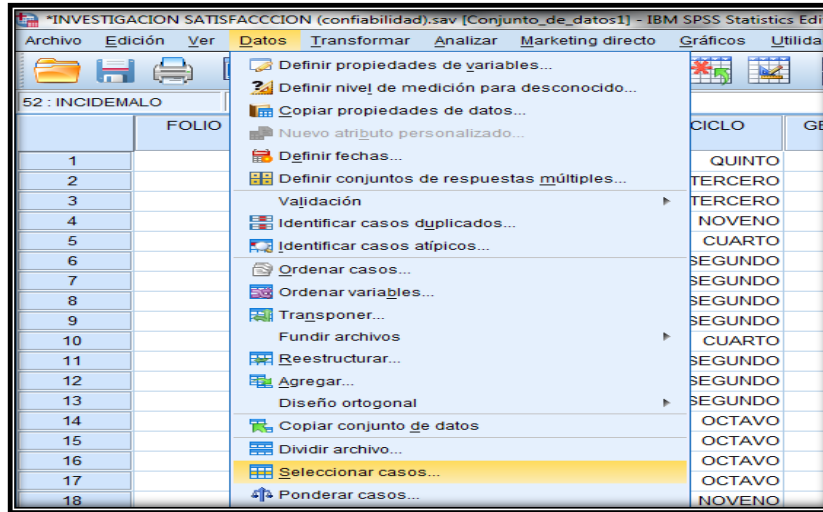 *INVESTIGACION SATISFACCCION (confiabilidad).sav [Conjunto_de_datos1] - IBM SPSS Statistics Edi
Archivo Edición Ver Datos Transformar Analizar Marketing directo Gráficos Utilida
52 : INCIDEMALO
FOLIO CICLO GE
Definir propiedades de variables...
Definir nivel de medición para desconocido...
Copiar propiedades de datos...
Nuevo atributo personalizado...
Definir fechas...
Definir conjuntos de respuestas múltiples...
Validación
Identificar casos duplicados...
Identificar casos atípicos...
Ordenar casos...
Ordenar variables...
Transponer...
Fundir archivos
Reestructurar...
Agregar...
Diseño ortogonal
Copiar conjunto de datos
Dividir archivo...
Seleccionar casos...
Ponderar casos...
1 QUINTO
2 TERCERO
3 TERCERO
4 NOVENO
5 CUARTO
6 SEGUNDO
7 SEGUNDO
8 SEGUNDO
9 SEGUNDO
10 CUARTO
11 SEGUNDO
12 SEGUNDO
13 SEGUNDO
14 OCTAVO
15 OCTAVO
16 OCTAVO
17 OCTAVO
18 NOVENO